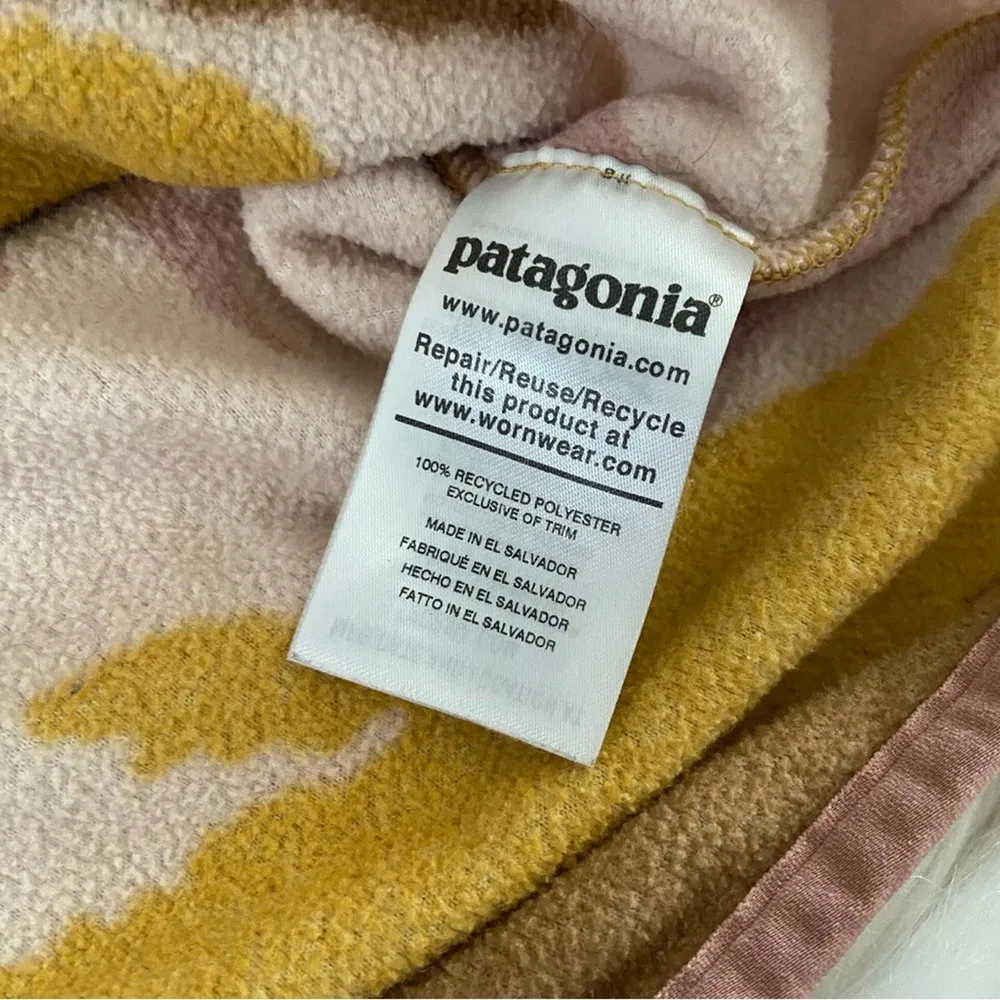 patagonia®
www.patagonia.com
Repair/Reuse/Recycle
this product at
www.wornwear.com
100% RECYCLED POLYESTER
EXCLUSIVE OF TRIM
MADE IN EL SALVADOR
FABRIQUÉ EN EL SALVADOR
HECHO EN EL SALVADOR
FATTO IN EL SALVADOR